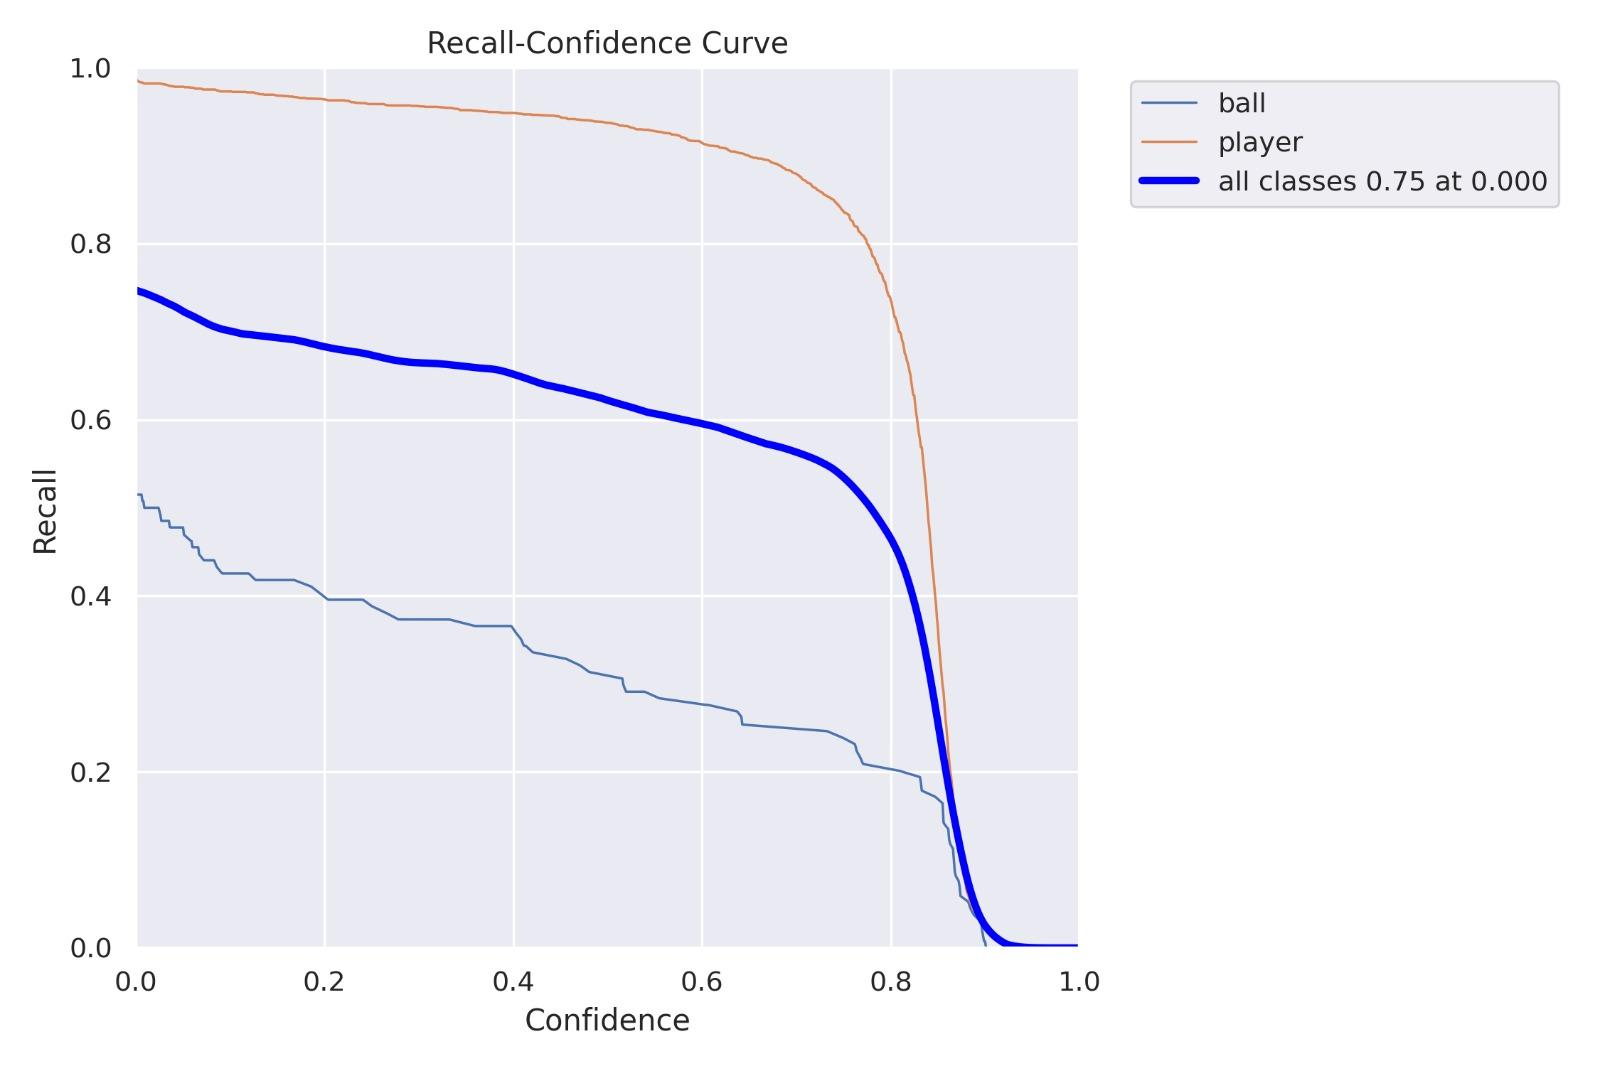 Recall-Confidence Curve
1.0
0.8
0.6
0.4
0.2
0.0
Recall
0.0 0.2 0.4 0.6 0.8 1.0
Confidence
ball
player
all classes 0.75 at 0.000